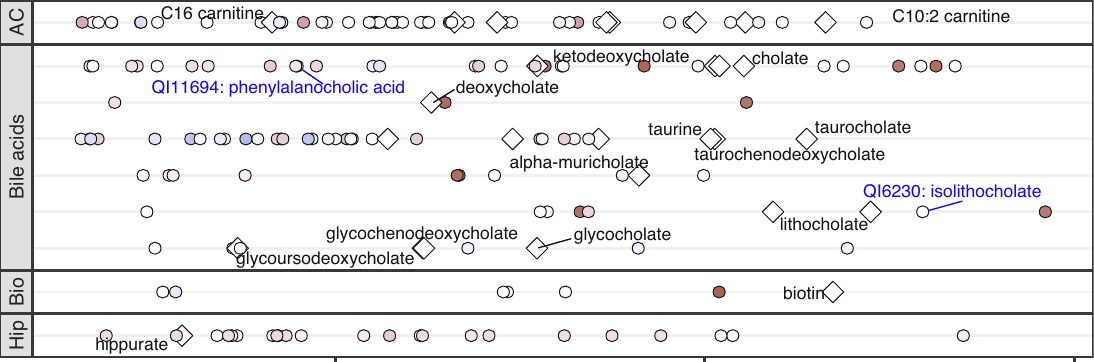 AC
C16 carnitine
C10:2 carnitine
Bile acids
ketodeoxycholate
cholate
QI11694: phenylalanocholic acid
deoxycholate
taurine
taurocholate
taurochenodeoxycholate
alpha-muricholate
QI6230: isolithocholate
lithocholate
glycochenodeoxycholate
glycocholate
glycoursodeoxycholate
Bio
biotin
Hip
hippurate